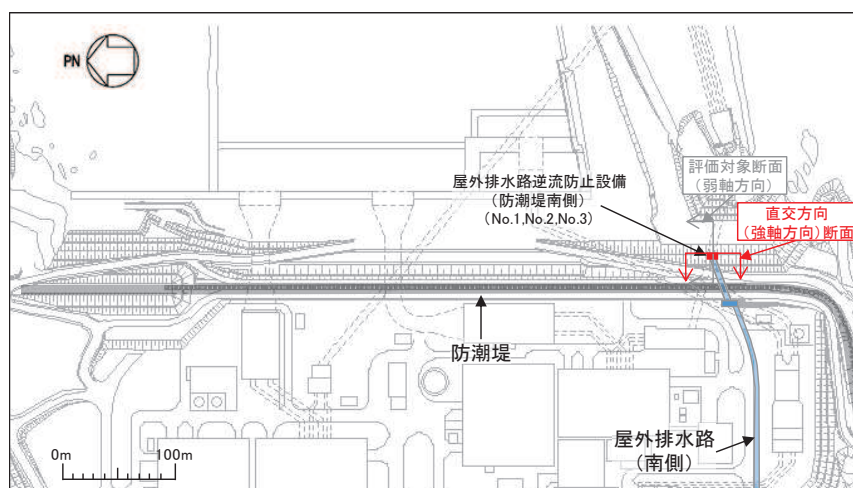 PN
評価対象断面
(弱軸方向)
屋外排水路逆流防止設備
(防潮堤南側)
(No.1,No.2,No.3)
直交方向
(強軸方向)断面
防潮堤
屋外排水路
(南側)
0m
100m